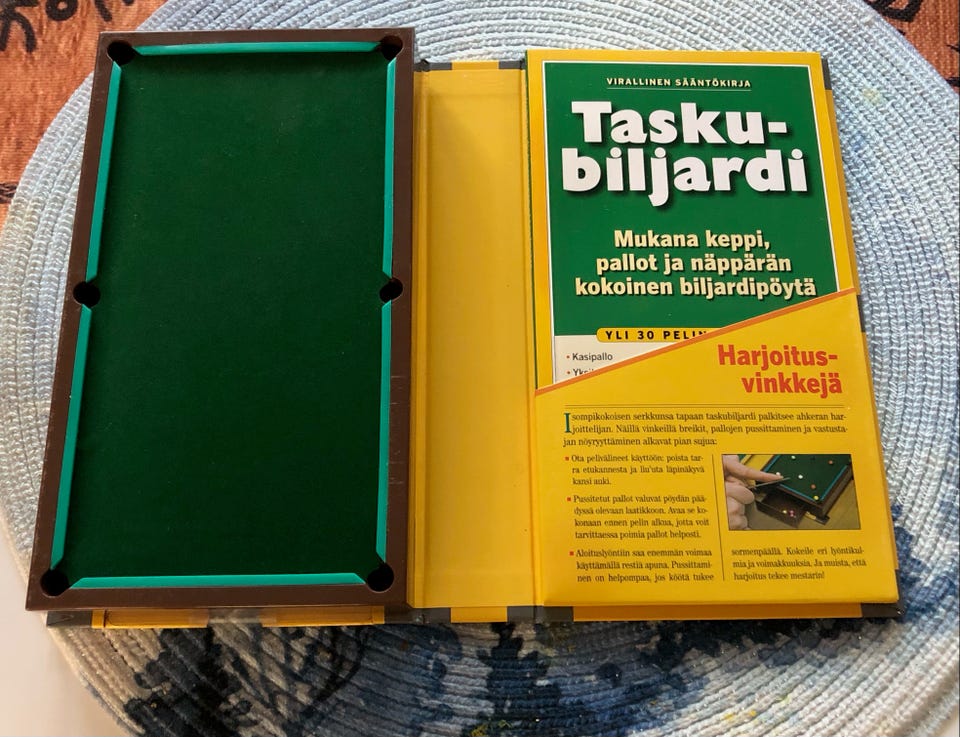 VIRALLINEN SÄÄNTÖKIRJA
Tasku-
biljardi
Mukana keppi,
pallot ja näppärän
kokoinen biljardipöytä
YLI 30 PELIN
• Kasipallo
Harjoitus-
vinkkejä
Isompikokoisen serkkunsa tapaan taskubiljardi palkitsee ahkeran har-
joittelijan. Näillä vinkeillä breikit, pallojen pussittaminen ja vastusta-
jan nöyryyttäminen alkavat pian sujua:
▪ Ota pelivälineet käyttöön: poista tar-
ra etukannesta ja liu'uta läpinäkyvä
kansi auki.
▪ Pussitetut pallot valuvat pöydän pää-
dyssä olevaan laatikkoon. Avaa se ko-
konaan ennen pelin alkua, jotta voit
tarvittaessa poimia pallot helposti.
▪ Aloituslyöntiin saa enemmän voimaa
käyttämällä restiä apuna. Pussittami-
nen on helpompaa, jos köötä tukee
sormenpäällä. Kokeile eri lyöntikul-
mia ja voimakkuuksia. Ja muista, että
harjoitus tekee mestarin!